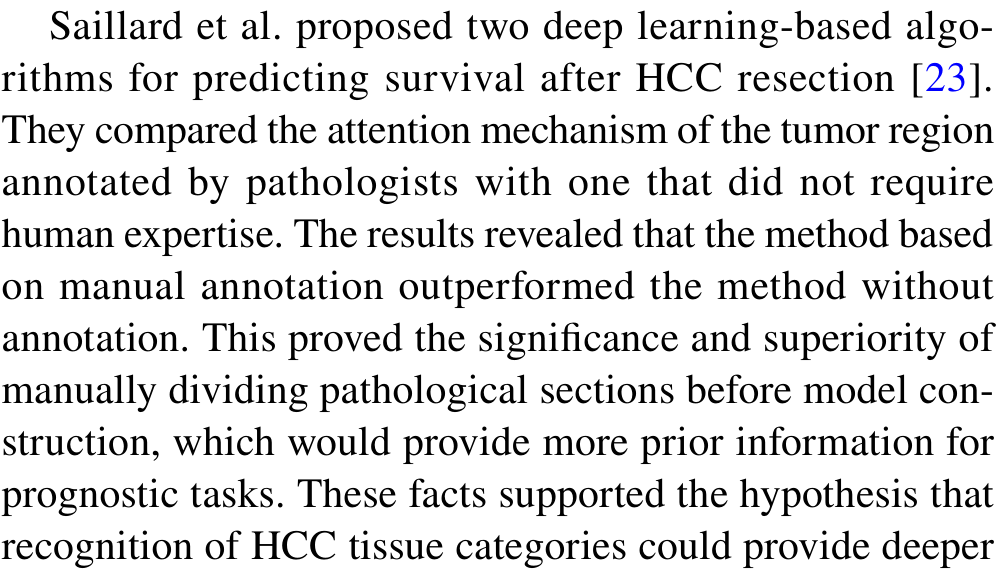 Saillard et al. proposed two deep learning-based algo-
rithms for predicting survival after HCC resection [23].
They compared the attention mechanism of the tumor region
annotated by pathologists with one that did not require
human expertise. The results revealed that the method based
on manual annotation outperformed the method without
annotation. This proved the significance and superiority of
manually dividing pathological sections before model con-
struction, which would provide more prior information for
prognostic tasks. These facts supported the hypothesis that
recognition of HCC tissue categories could provide deeper